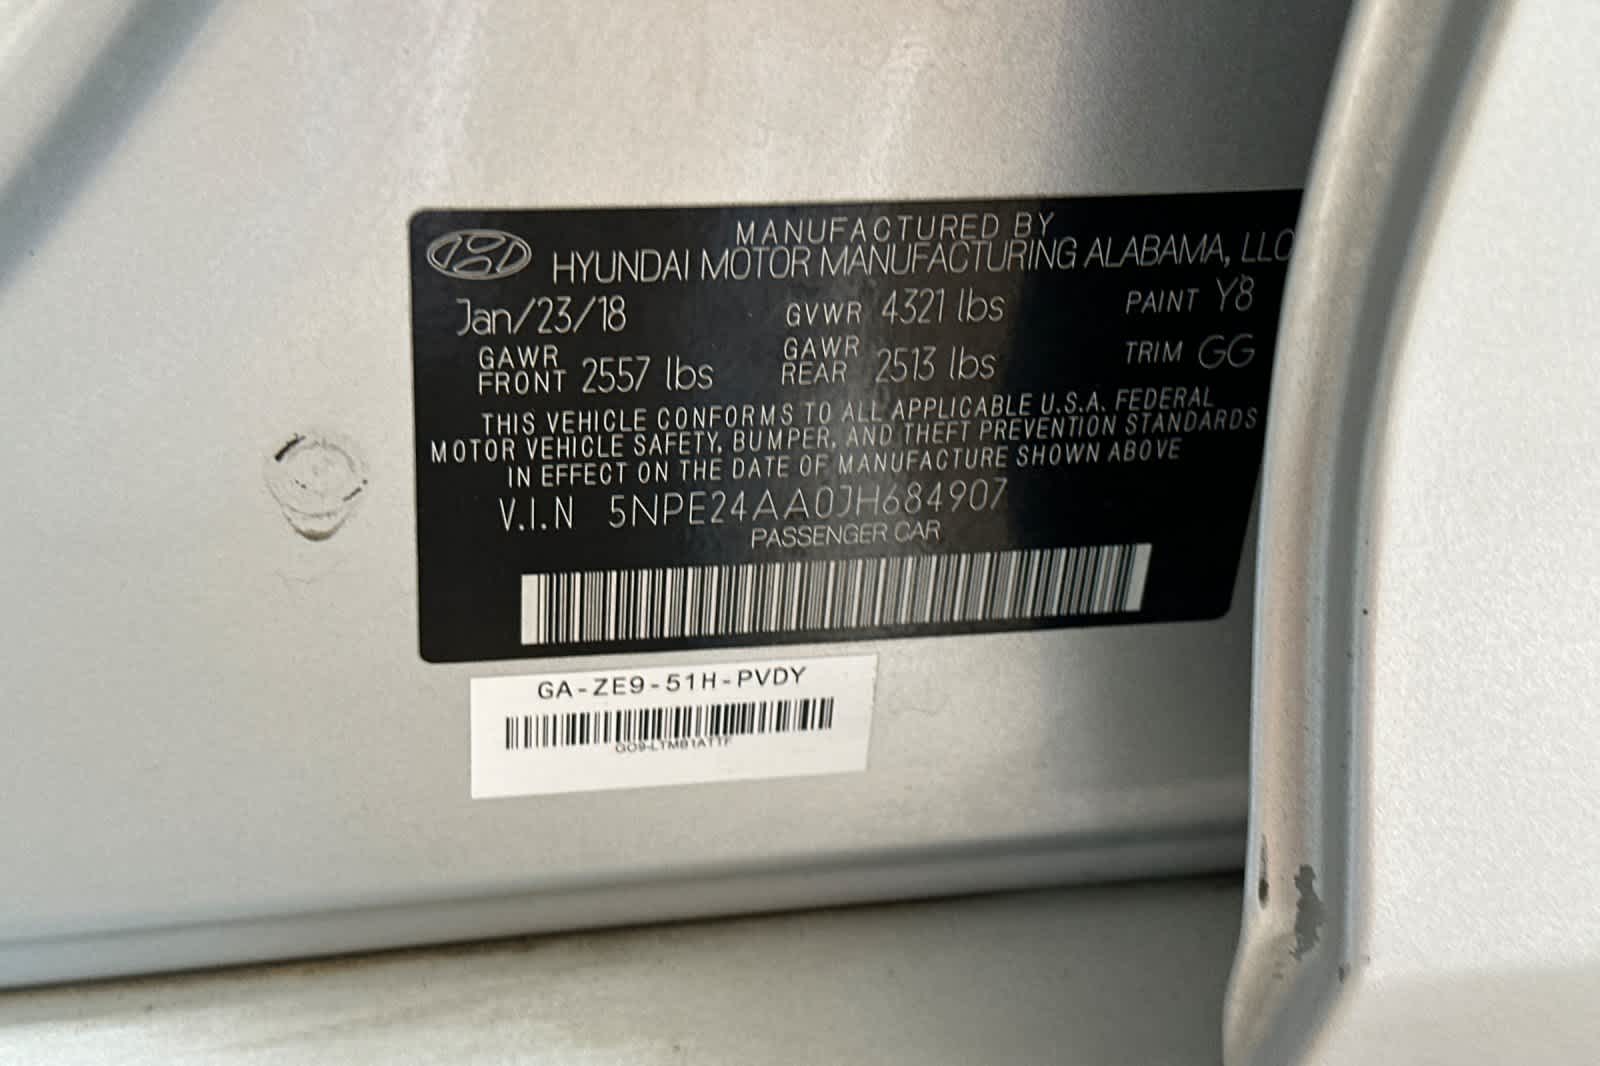 MANUFACTURED BY
HYUNDAI MOTOR MANUFACTURING ALABAMA, LLC
Jan/23/18 GVWR 4321 lbs PAINT Y8
GAWR FRONT 2557 lbs GAWR REAR 2513 lbs TRIM GG
THIS VEHICLE CONFORMS TO ALL APPLICABLE U.S.A. FEDERAL
MOTOR VEHICLE SAFETY, BUMPER, AND THEFT PREVENTION STANDARDS
IN EFFECT ON THE DATE OF MANUFACTURE SHOWN ABOVE
V.I.N 5NPE24AA0JH684907
PASSENGER CAR
GA-ZE9-51H-PVDY
GO9-LTMB1ATTF